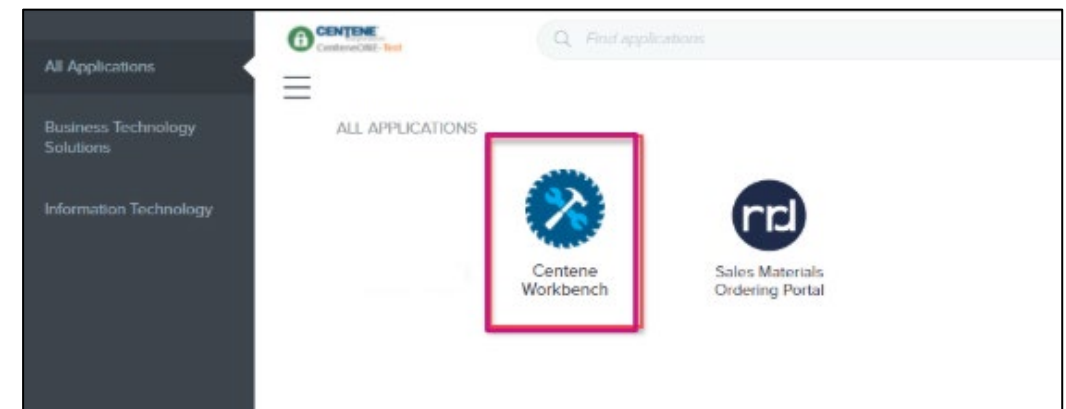 All Applications
Business Technology
Solutions
Information Technology
CENTENE
CenteneONE-Test
Find applications
ALL APPLICATIONS
Centene
Workbench
rrd
Sales Materials
Ordering Portal